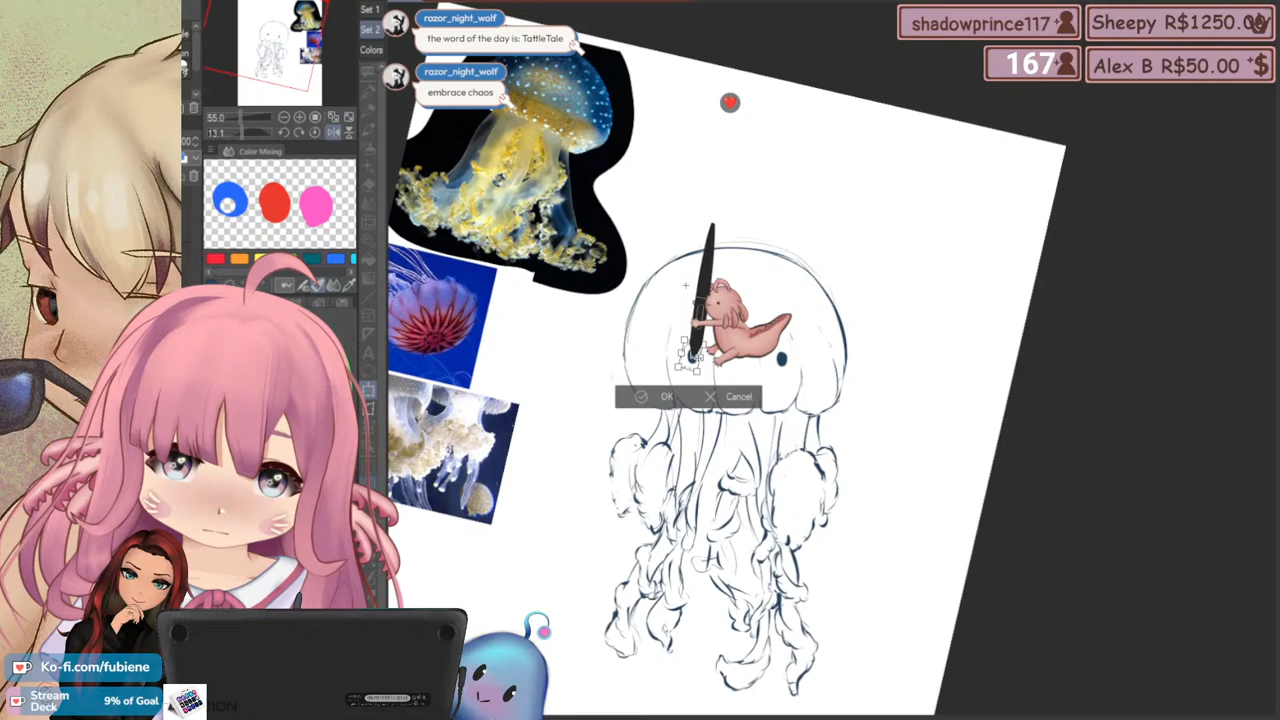 Set 1
Set 2
Colors
razor_night_wolf
the word of the day is: TattleTale
razor_night_wolf
embrace chaos
shadowprince117
Sheepy R$1250.00
167
Alex B R$50.00
55.0
13.1
Color Mixing
OK
Cancel
Ko-fi.com/fubiene
Stream
Deck
9% of Goal